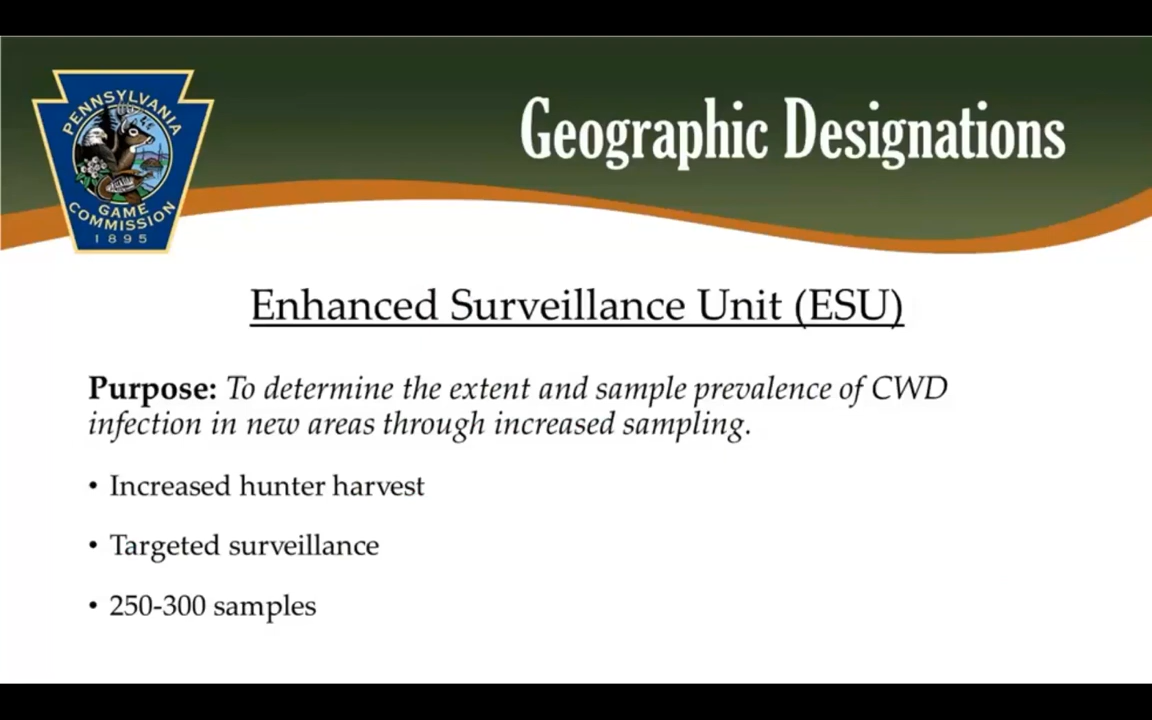 PENNSYLVANIA
GAME
COMMISSION
1895
Geographic Designations
Enhanced Surveillance Unit (ESU)
Purpose: To determine the extent and sample prevalence of CWD
infection in new areas through increased sampling.
• Increased hunter harvest
• Targeted surveillance
• 250-300 samples